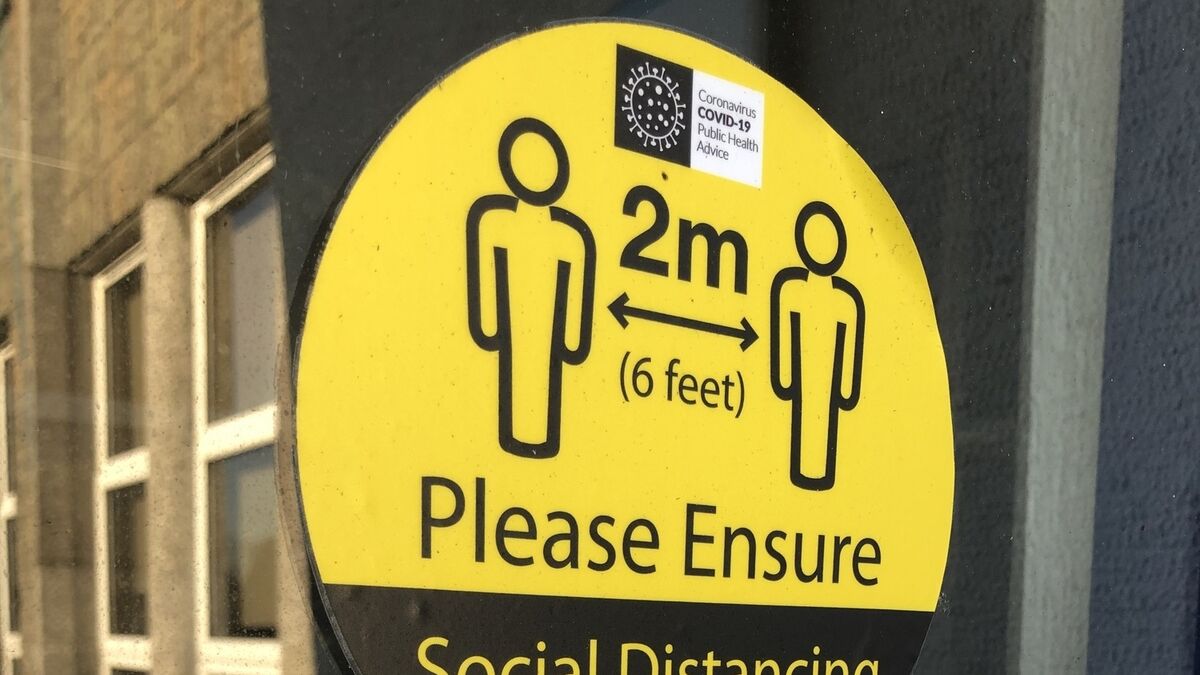 Coronavirus
COVID-19
Public Health
Advice
2m
(6 feet)
Please Ensure
Social Distancing